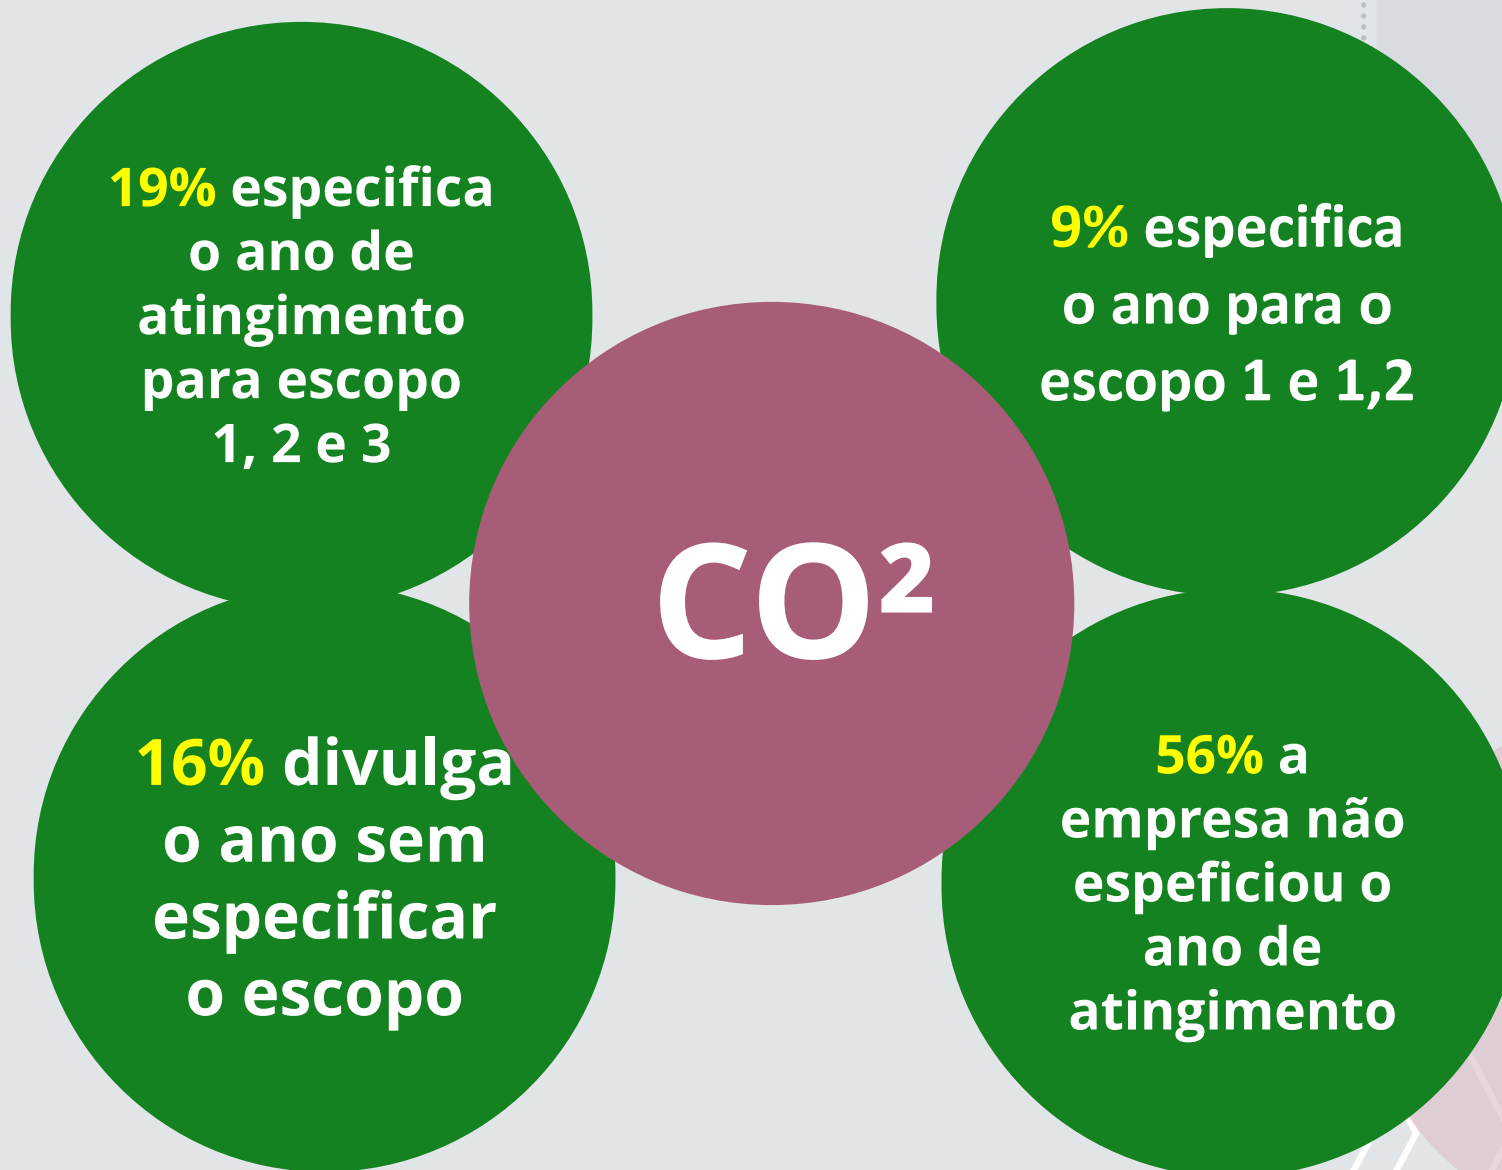 19% especifica
o ano de
atingimento
para escopo
1, 2 e 3
9% especifica
o ano para o
escopo 1 e 1,2
CO²
16% divulga
o ano sem
especificar
o escopo
56% a
empresa não
espeficiou o
ano de
atingimento